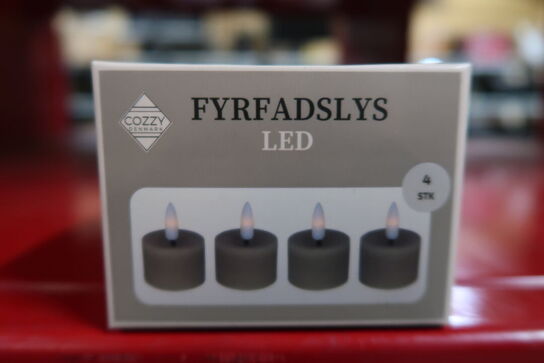 COZZY
DENMARK
FYRFADSLYS
LED
4
STK